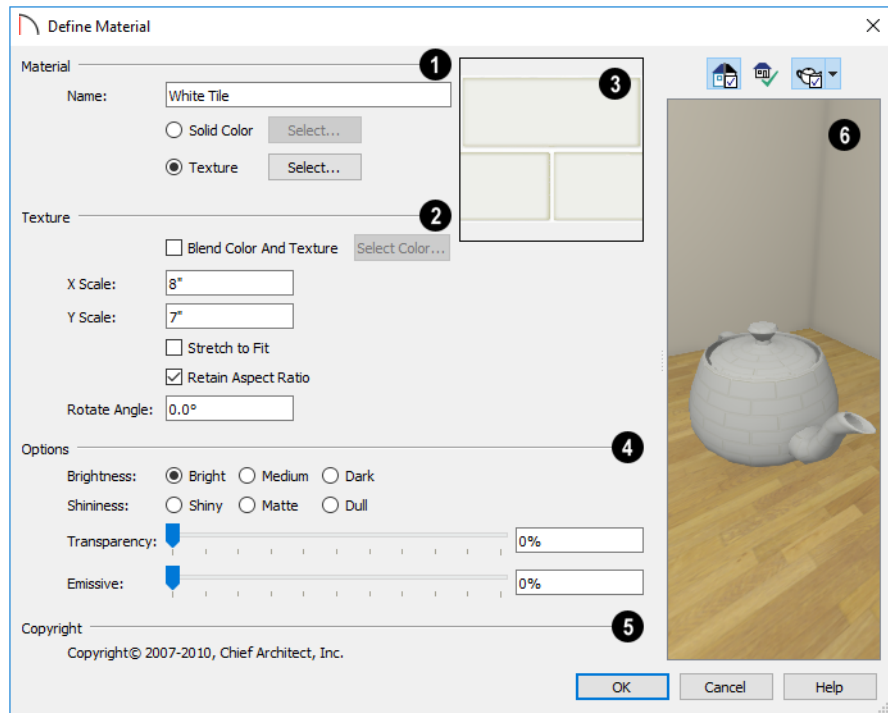 Define Material
Material 1
Name: White Tile
Solid Color Select...
Texture Select...
3
6
Texture 2
Blend Color And Texture Select Color...
X Scale: 8"
Y Scale: 7"
Stretch to Fit
Retain Aspect Ratio
Rotate Angle: 0.0°
Options 4
Brightness: Bright Medium Dark
Shininess: Shiny Matte Dull
Transparency: 0%
Emissive: 0%
Copyright 5
Copyright© 2007-2010, Chief Architect, Inc.
OK Cancel Help